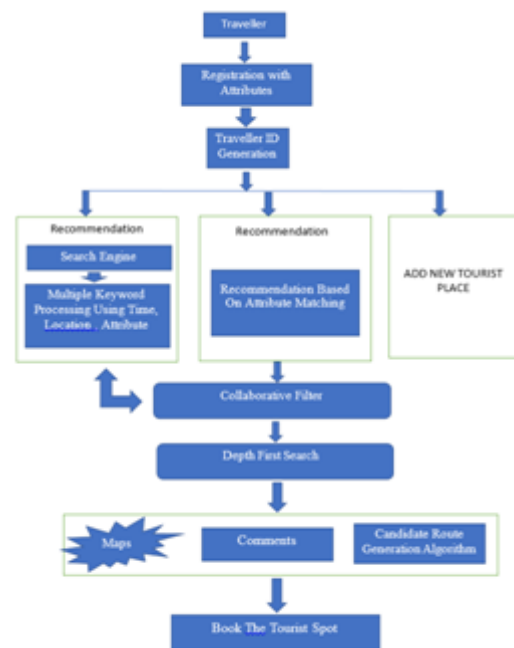 Traveller
Registration with
Attributes
Traveller ID
Generation
Recommendation
Search Engine
Multiple Keyword
Processing Using Time,
Location , Attribute
Recommendation
Recommendation Based
On Attribute Matching
ADD NEW TOURIST
PLACE
Collaborative Filter
Depth First Search
Maps
Comments
Candidate Route
Generation Algorithm
Book The Tourist Spot